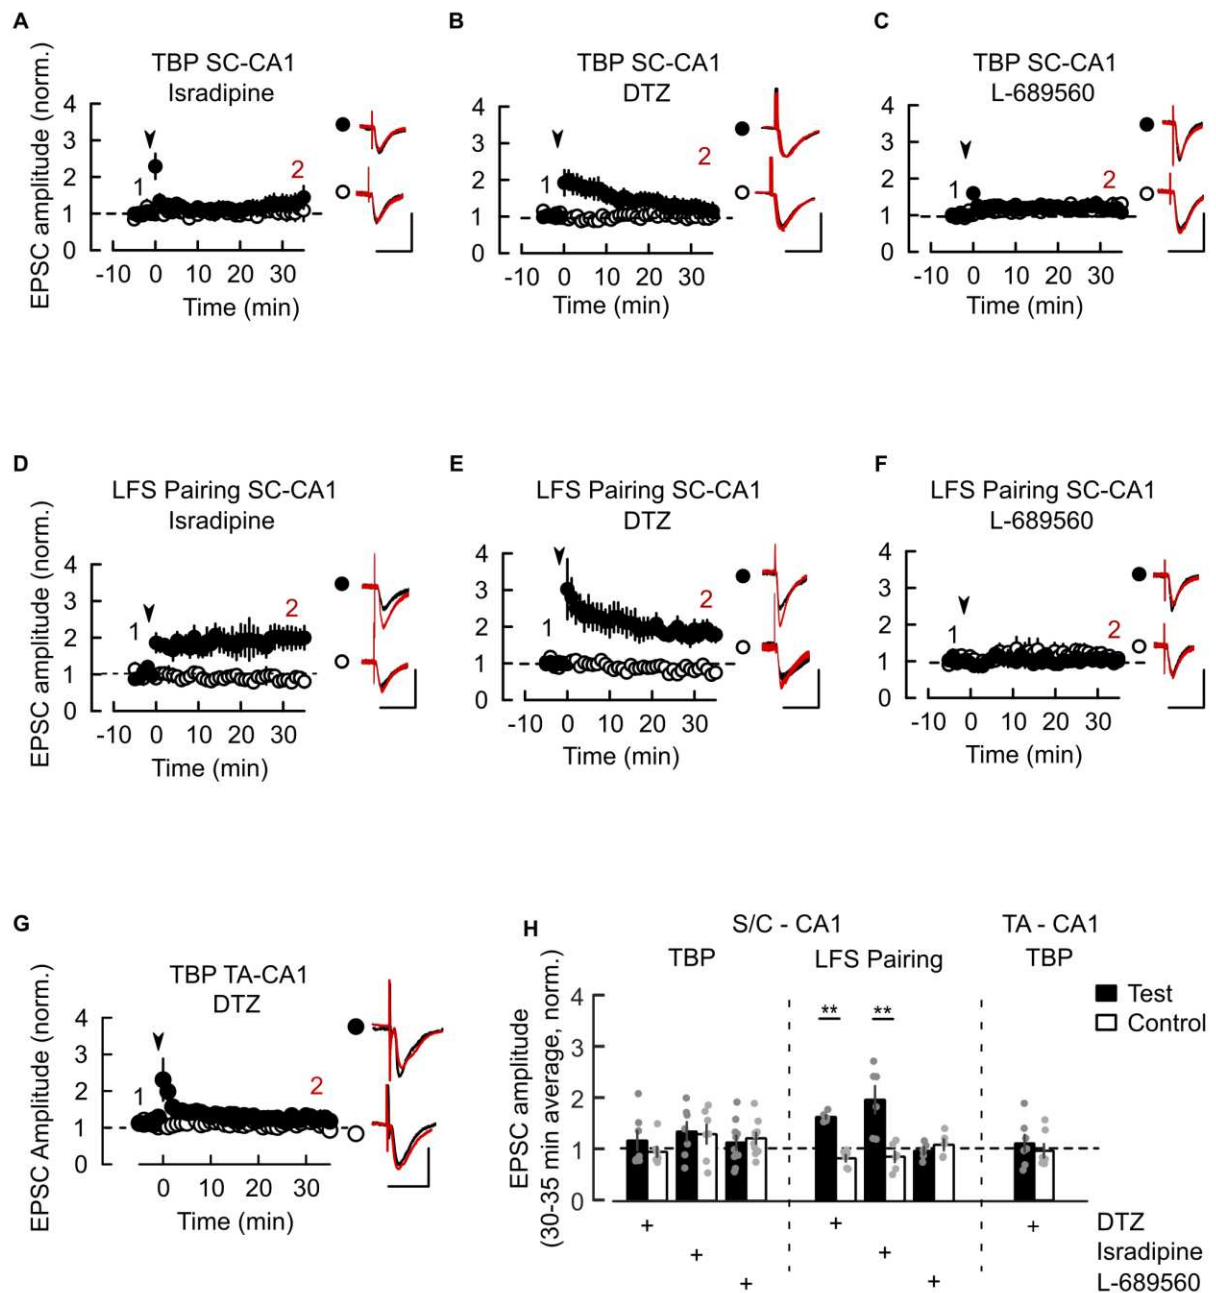 A
TBP SC-CA1
Isradipine
EPSC amplitude (norm.)
4
3
2
1
0
1
2
-10 0 10 20 30
Time (min)
B
TBP SC-CA1
DTZ
4
3
2
1
0
1
2
-10 0 10 20 30
Time (min)
C
TBP SC-CA1
L-689560
4
3
2
1
0
1
2
-10 0 10 20 30
Time (min)
D
LFS Pairing SC-CA1
Isradipine
EPSC amplitude (norm.)
4
3
2
1
0
1
2
-10 0 10 20 30
Time (min)
E
LFS Pairing SC-CA1
DTZ
4
3
2
1
0
1
2
-10 0 10 20 30
Time (min)
F
LFS Pairing SC-CA1
L-689560
4
3
2
1
0
1
2
-10 0 10 20 30
Time (min)
G
TBP TA-CA1
DTZ
EPSC Amplitude (norm.)
4
3
2
1
0
1
2
0 10 20 30
Time (min)
H
S/C - CA1 TA - CA1
TBP LFS Pairing TBP
Test
Control
EPSC amplitude
(30-35 min average, norm.)
4
3
2
1
0
** **
+ + + DTZ
+ + Isradipine
+ + L-689560